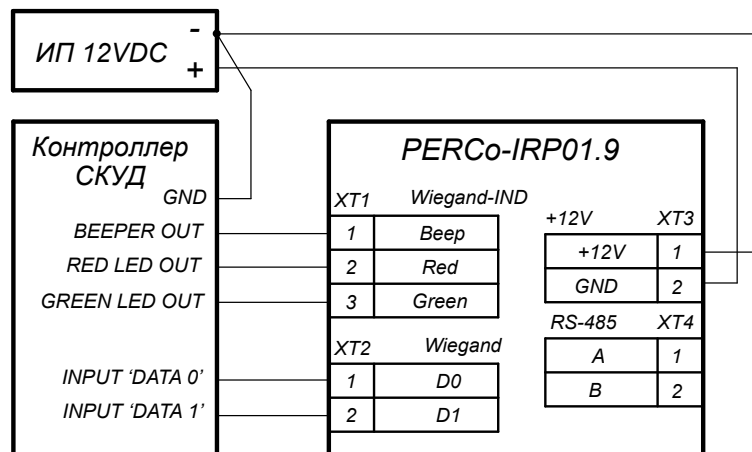 ИП 12VDC
-
+
Контроллер
СКУД
GND
BEEPER OUT
RED LED OUT
GREEN LED OUT
INPUT ‘DATA 0’
INPUT ‘DATA 1’
PERCo-IRP01.9
XT1 Wiegand-IND
1 Beep
2 Red
3 Green
XT2 Wiegand
1 D0
2 D1
+12V XT3
+12V 1
GND 2
RS-485 XT4
A 1
B 2